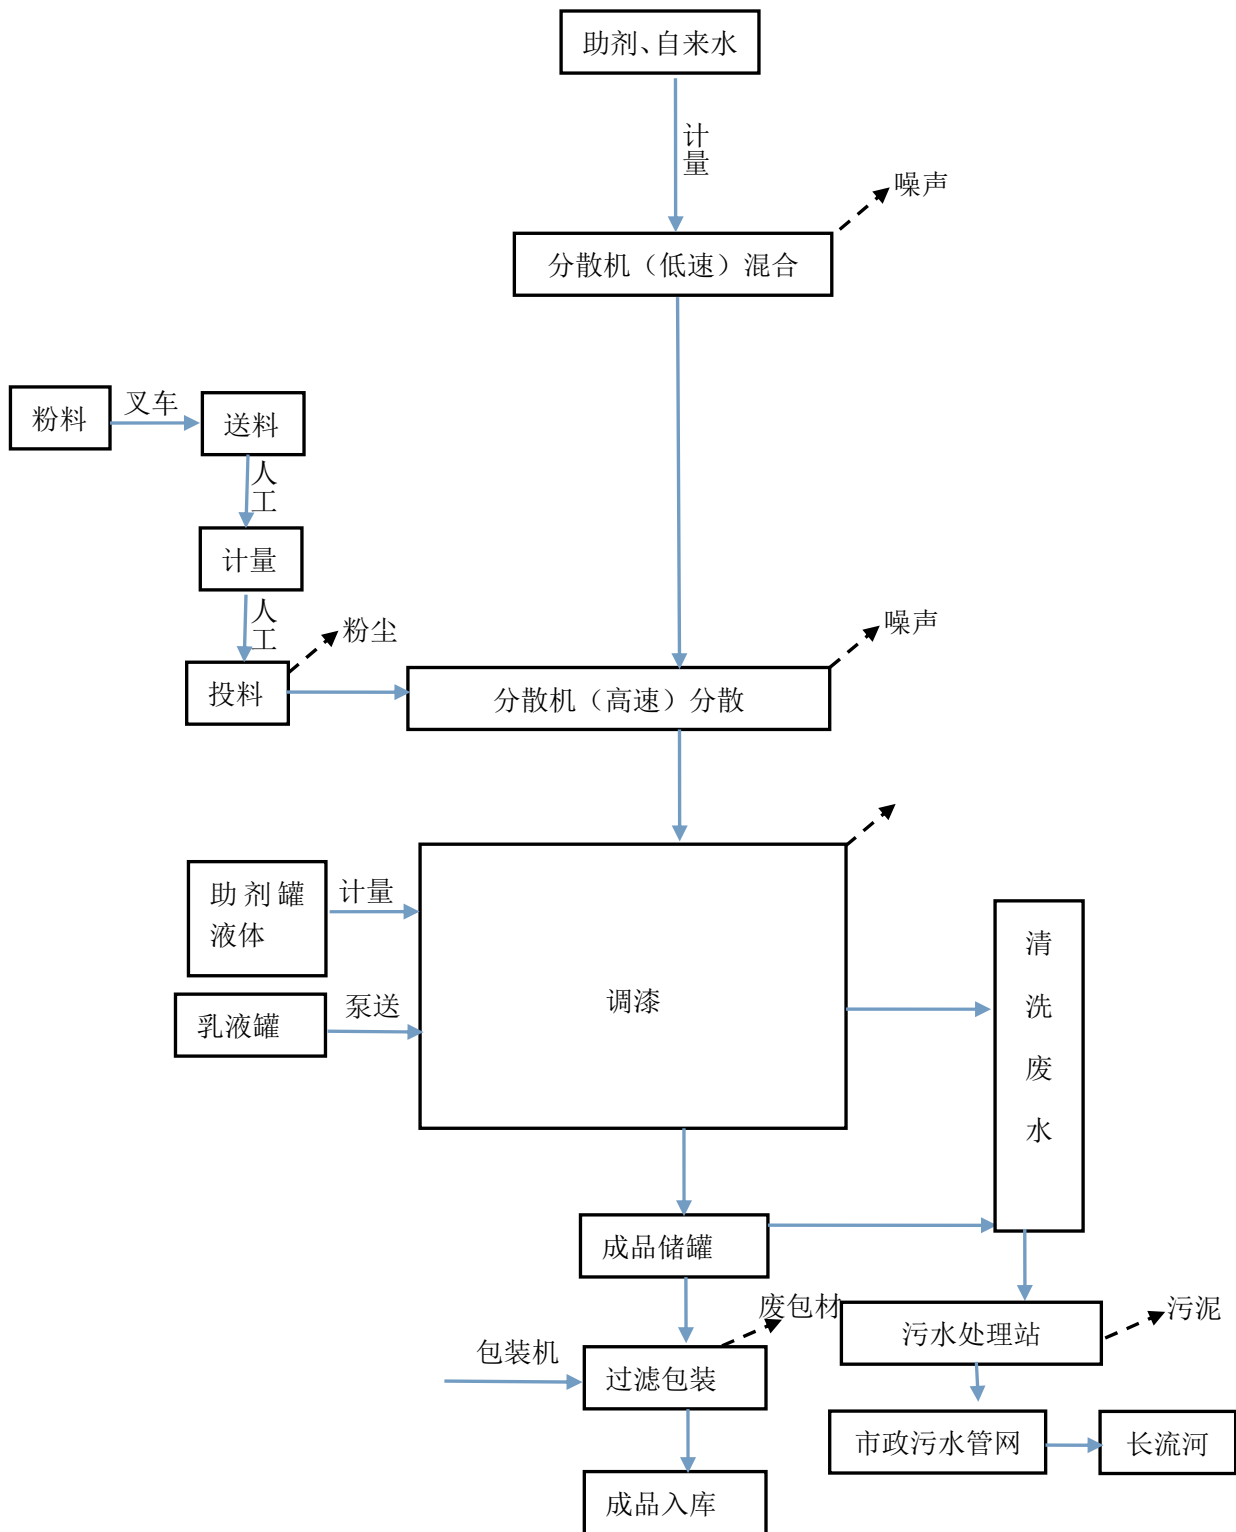 助剂、自来水
计量
噪声
分散机（低速）混合
粉料
叉车
送料
人工
计量
人工
粉尘
噪声
投料
分散机（高速）分散
助剂罐
液体
计量
清洗废水
乳液罐
泵送
调漆
成品储罐
废包材
污泥
污水处理站
包装机
过滤包装
市政污水管网
长流河
成品入库